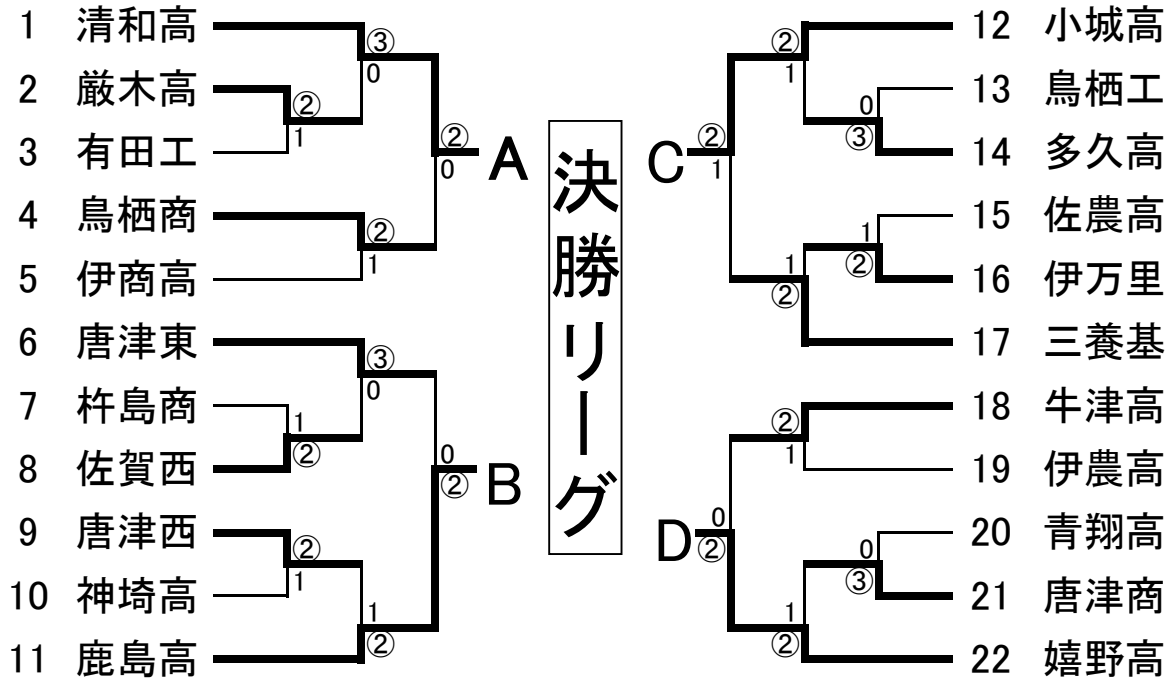 1 清和高
2 厳木高
3 有田工
4 鳥栖商
5 伊商高
6 唐津東
7 杵島商
8 佐賀西
9 唐津西
10 神埼高
11 鹿島高
③
0
②
1
②
0
②
1
③
0
1
②
0
②
②
1
1
②
A
B
決勝リーグ
C
D
②
1
0
③
②
1
1
②
1
②
②
1
0
②
0
③
1
②
12 小城高
13 鳥栖工
14 多久高
15 佐農高
16 伊万里
17 三養基
18 牛津高
19 伊農高
20 青翔高
21 唐津商
22 嬉野高